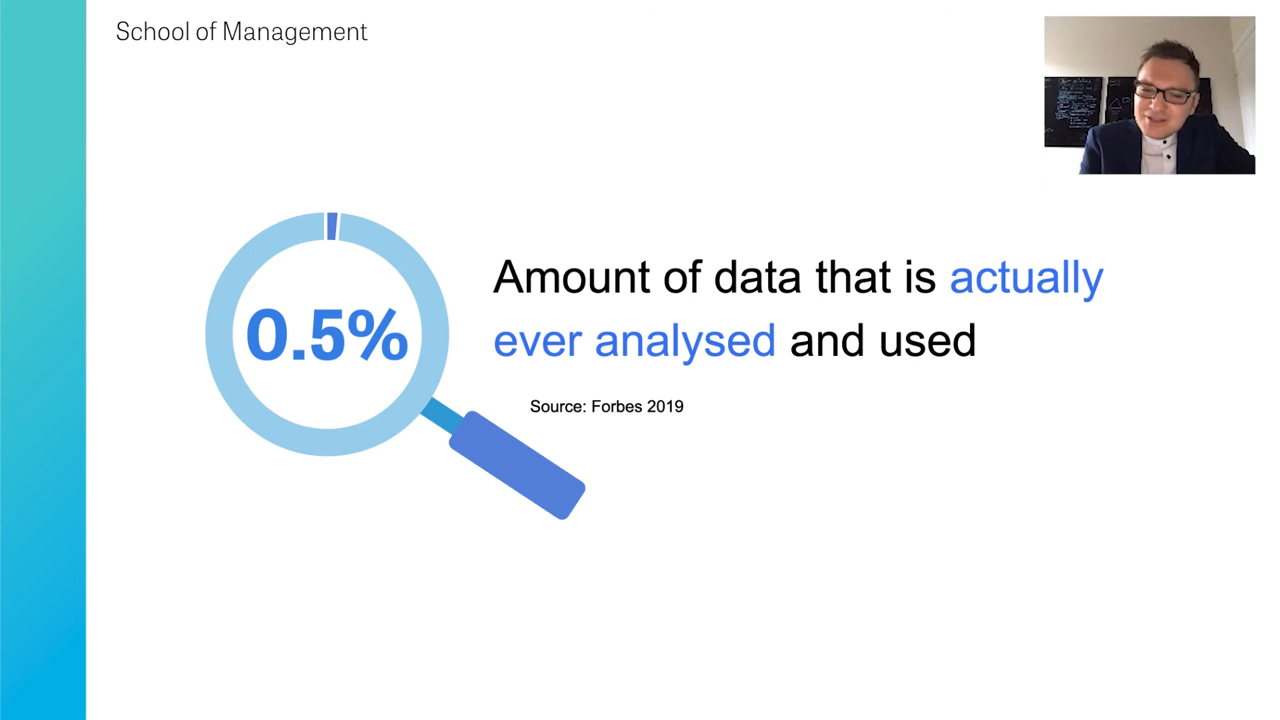 School of Management
0.5%
Amount of data that is actually
ever analysed and used
Source: Forbes 2019